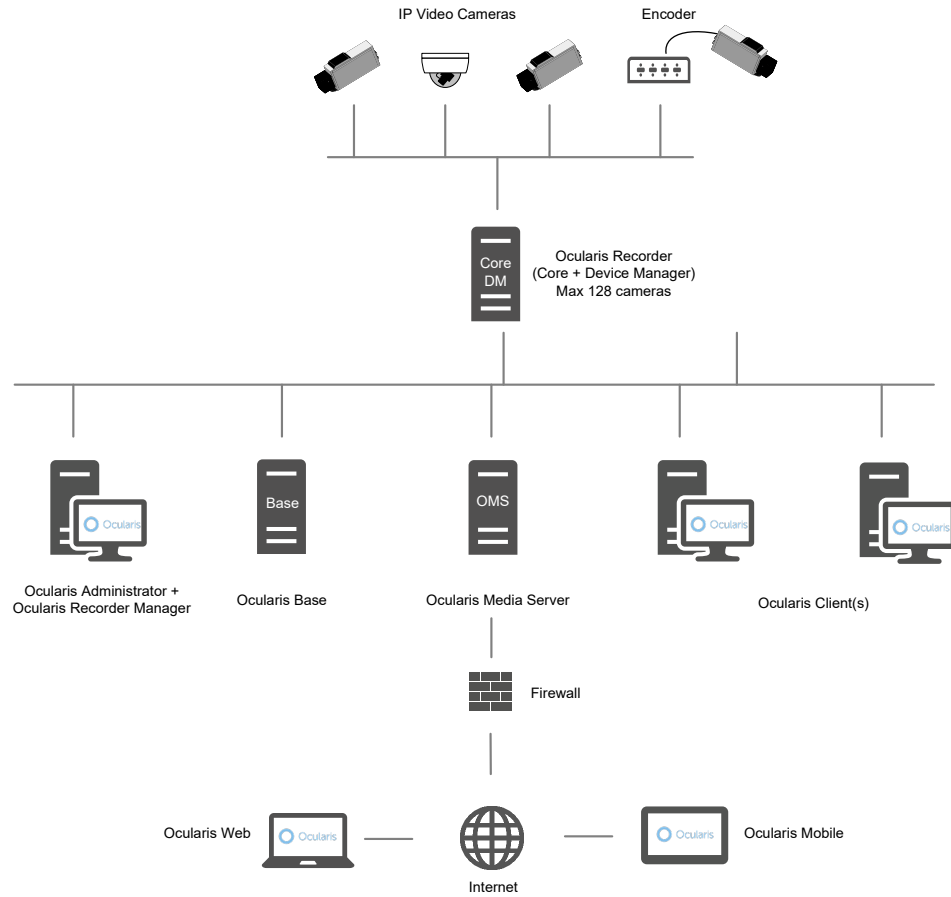 IP Video Cameras
Encoder
Core
DM
Ocularis Recorder
(Core + Device Manager)
Max 128 cameras
Ocularis
Base
OMS
Ocularis
Ocularis
Ocularis Administrator +
Ocularis Recorder Manager
Ocularis Base
Ocularis Media Server
Ocularis Client(s)
Firewall
Ocularis Web
Ocularis
Ocularis
Ocularis Mobile
Internet